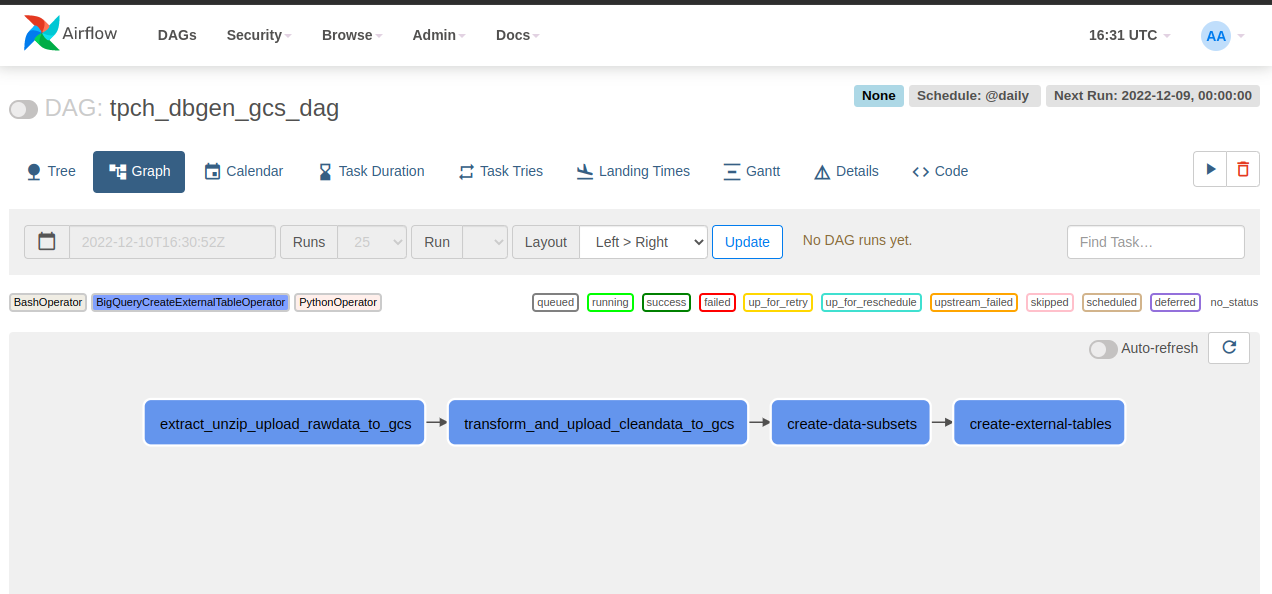 Airflow DAGs Security Browse Admin Docs 16:31 UTC AA
DAG: tpch_dbgen_gcs_dag None Schedule: @daily Next Run: 2022-12-09, 00:00:00
Tree Graph Calendar Task Duration Task Tries Landing Times Gantt Details Code
2022-12-10T16:30:52Z Runs 25 Run Layout Left > Right Update No DAG runs yet. Find Task…
BashOperator BigQueryCreateExternalTableOperator PythonOperator queued running success failed up_for_retry up_for_reschedule upstream_failed skipped scheduled deferred no_status
Auto-refresh
extract_unzip_upload_rawdata_to_gcs transform_and_upload_cleandata_to_gcs create-data-subsets create-external-tables